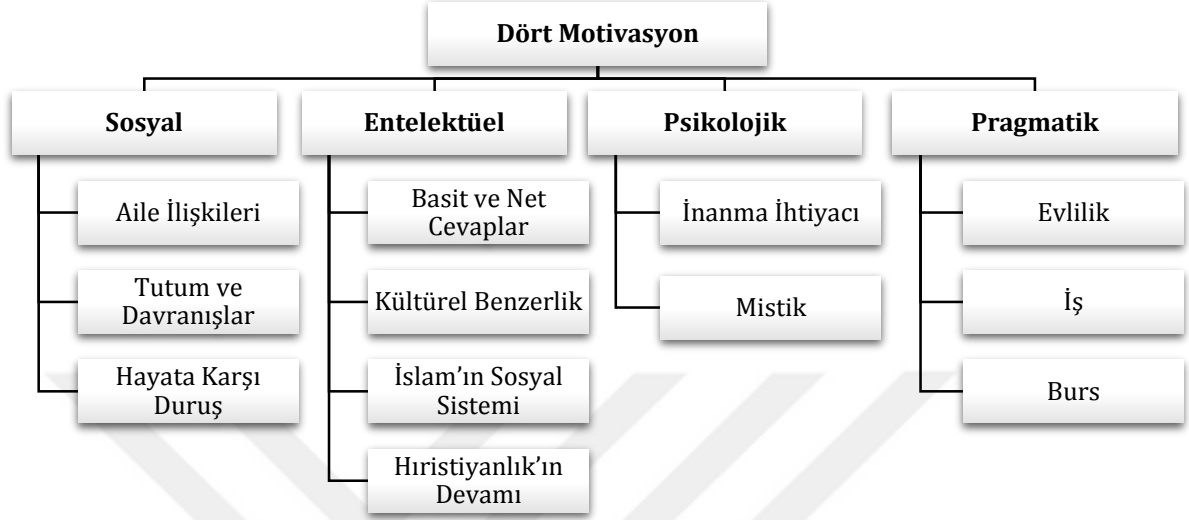 Dört Motivasyon
Sosyal
Aile İlişkileri
Tutum ve
Davranışlar
Hayata Karşı
Duruş
Entelektüel
Basit ve Net
Cevaplar
Kültürel Benzerlik
İslam’ın Sosyal
Sistemi
Hıristiyanlık’ın
Devamı
Psikolojik
İnanma İhtiyacı
Mistik
Pragmatik
Evlilik
İş
Burs